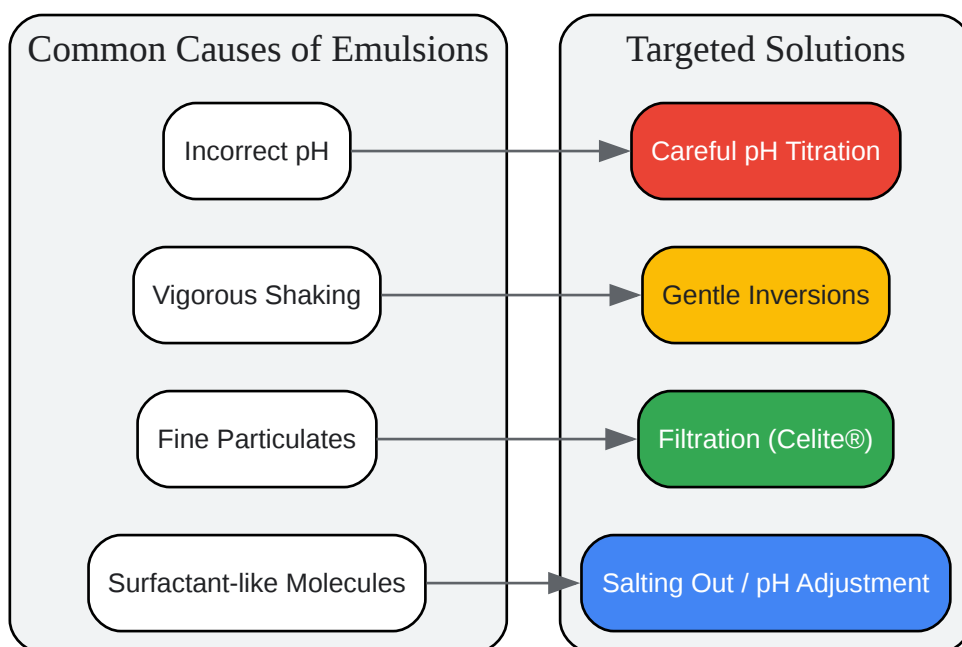 Common Causes of Emulsions
Targeted Solutions
Incorrect pH
Careful pH Titration
Vigorous Shaking
Gentle Inversions
Fine Particulates
Filtration (Celite®)
Surfactant-like Molecules
Salting Out / pH Adjustment